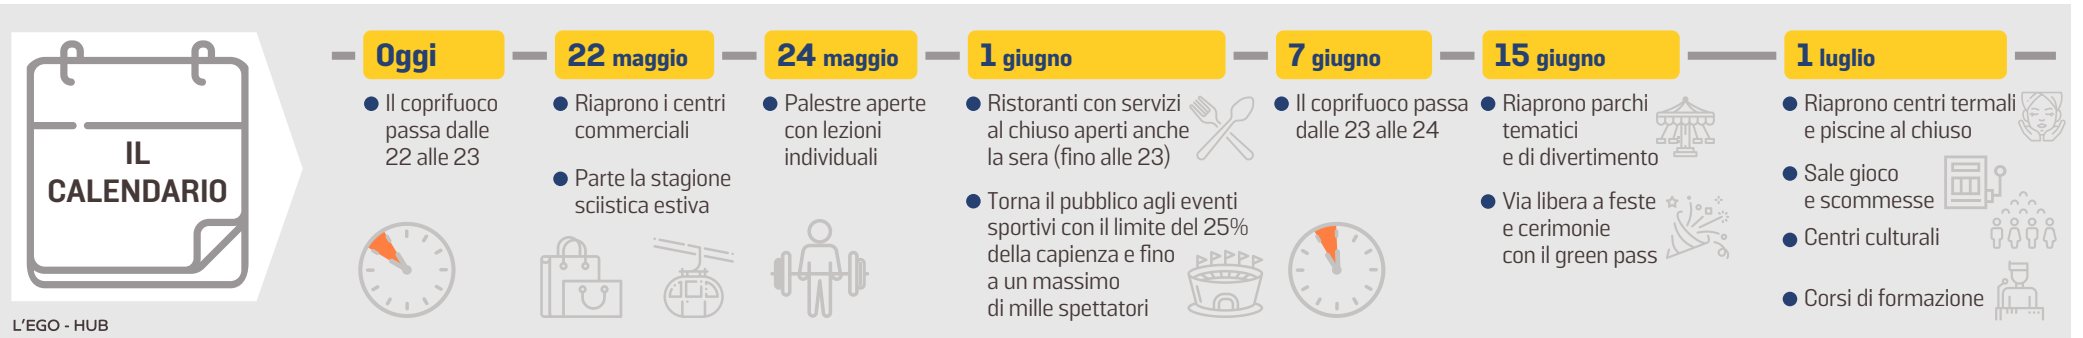 IL
CALENDARIO
L'EGO - HUB
Oggi
Il coprifuoco
passa dalle
22 alle 23
22 maggio
Riaprono i centri
commerciali
Parte la stagione
sciistica estiva
24 maggio
Palestre aperte
con lezioni
individuali
1 giugno
Ristoranti con servizi
al chiuso aperti anche
la sera (fino alle 23)
Torna il pubblico agli eventi
sportivi con il limite del 25%
della capienza e fino
a un massimo
di mille spettatori
7 giugno
Il coprifuoco passa
dalle 23 alle 24
15 giugno
Riaprono parchi
tematici
e di divertimento
Via libera a feste
e cerimonie
con il green pass
1 luglio
Riaprono centri termali
e piscine al chiuso
Sale gioco
e scommesse
Centri culturali
Corsi di formazione